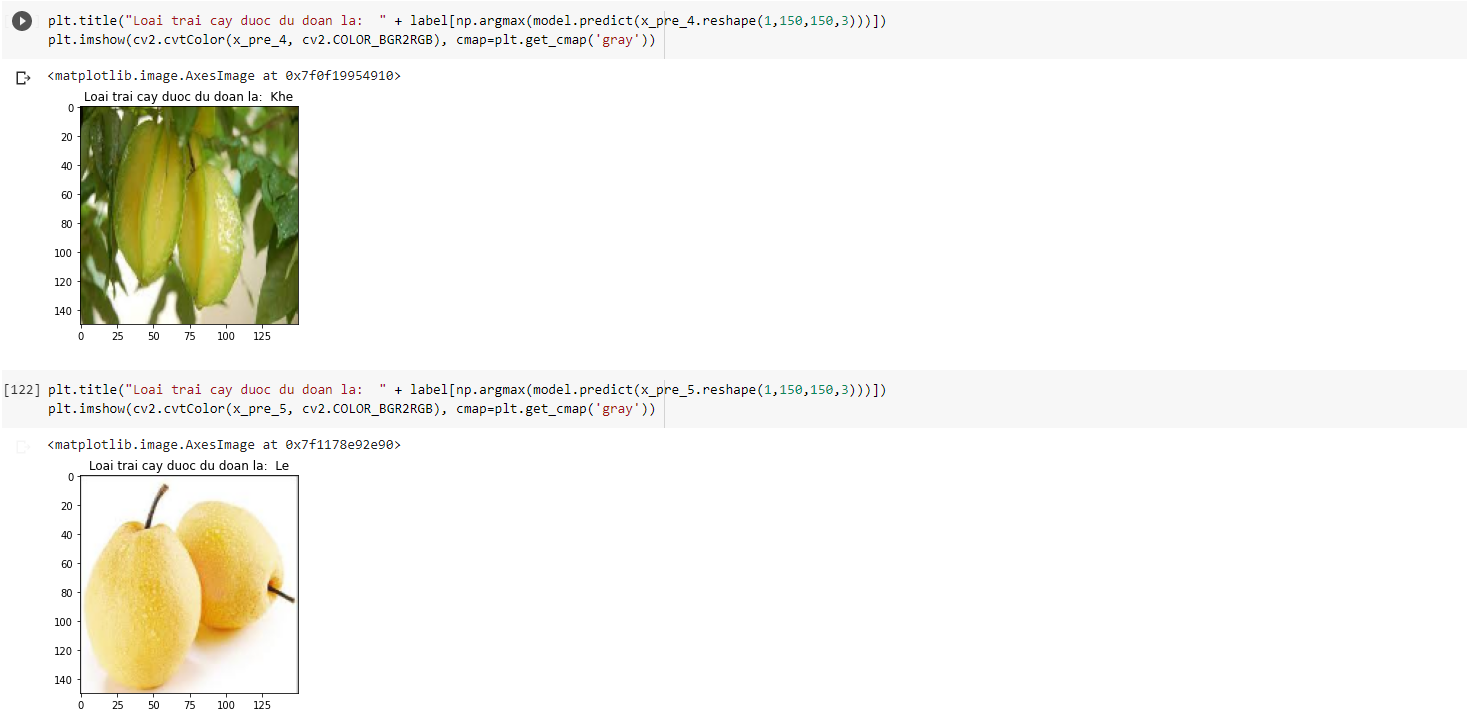 plt.title("Loai trai cay duoc du doan la:  " + label[np.argmax(model.predict(x_pre_4.reshape(1,150,150,3)))])
plt.imshow(cv2.cvtColor(x_pre_4, cv2.COLOR_BGR2RGB), cmap=plt.get_cmap('gray'))
<matplotlib.image.AxesImage at 0x7f0f19954910>
Loai trai cay duoc du doan la:  Khe
0
20
40
60
80
100
120
140
0 25 50 75 100 125
[122] plt.title("Loai trai cay duoc du doan la:  " + label[np.argmax(model.predict(x_pre_5.reshape(1,150,150,3)))])
plt.imshow(cv2.cvtColor(x_pre_5, cv2.COLOR_BGR2RGB), cmap=plt.get_cmap('gray'))
<matplotlib.image.AxesImage at 0x7f1178e92e90>
Loai trai cay duoc du doan la:  Le
0
20
40
60
80
100
120
140
0 25 50 75 100 125